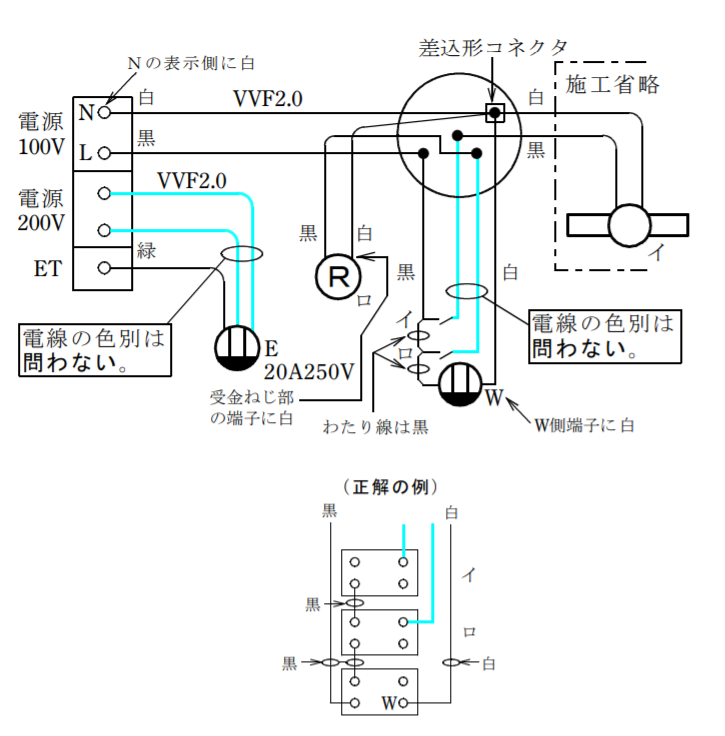 差込形コネクタ
Nの表示側に白
施工省略
白
VVF2.0
白
N
電源
100V
黒
黒
L
VVF2.0
電源
200V
緑
黒
白
ET
R
イ
ロ
黒
白
電線の色別は
問わない。
イ
ロ
電線の色別は
問わない。
E
20A250V
W
受金ねじ部
の端子に白
わたり線は黒
W側端子に白
(正解の例)
黒
白
イ
黒
ロ
黒
白
W